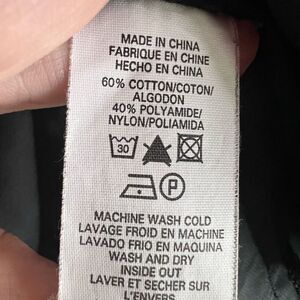 MADE IN CHINA
FABRIQUE EN CHINE
HECHO EN CHINA
60% COTTON/COTON/
ALGODON
40% POLYAMIDE/
NYLON/POLIAMIDA
30
P
MACHINE WASH COLD
LAVAGE FROID EN MACHINE
LAVADO FRIO EN MAQUINA
WASH AND DRY
INSIDE OUT
LAVER ET SECHER SUR
L'ENVERS